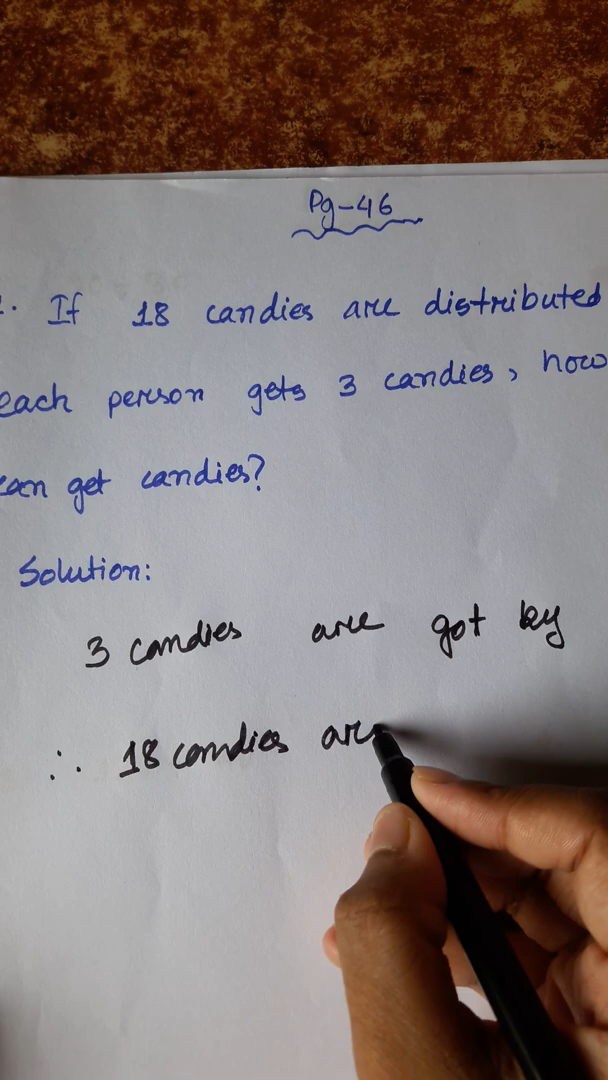 Pg-46
. If 18 candies are distributed
each person gets 3 candies, how
can get candies?
Solution:
3 candies are got by
∴ 18 candies are